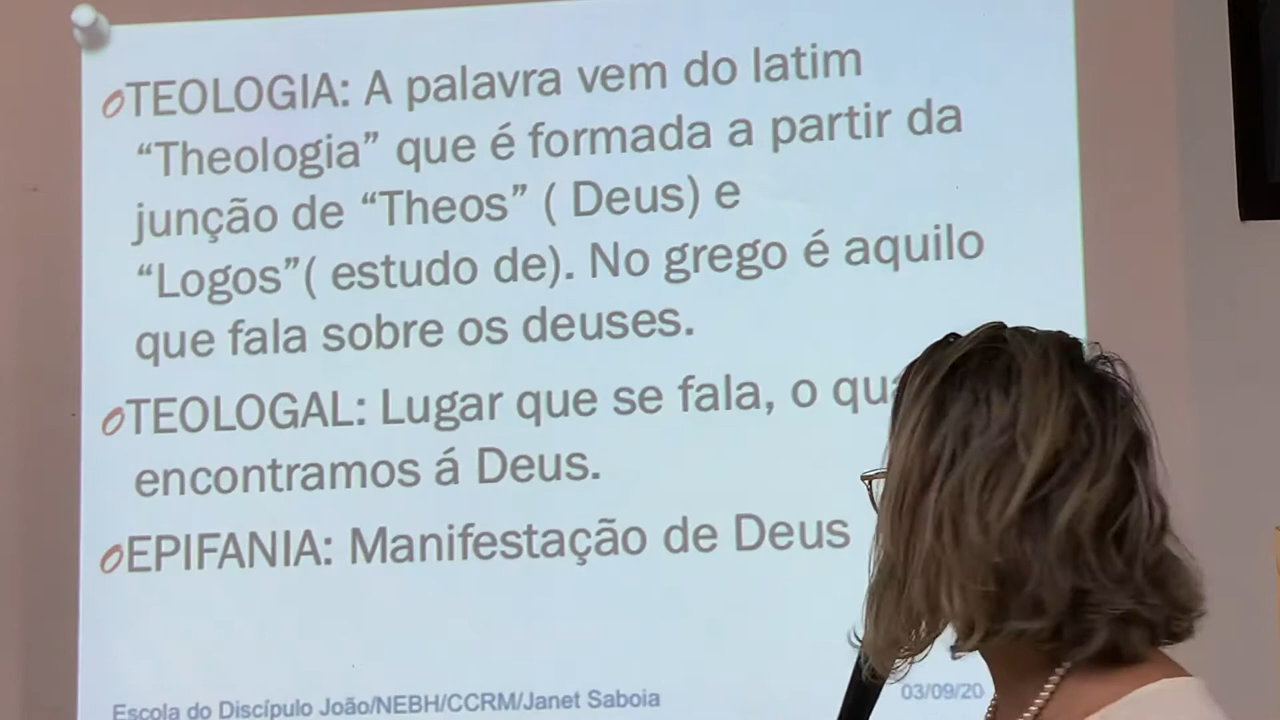 TEOLOGIA: A palavra vem do latim
“Theologia” que é formada a partir da
junção de “Theos” ( Deus) e
“Logos”( estudo de). No grego é aquilo
que fala sobre os deuses.
TEOLOGAL: Lugar que se fala, o
encontramos á Deus.
EPIFANIA: Manifestação de Deus
Escola do Discípulo João/NEBH/CCRM/Janet Saboia
03/09/20